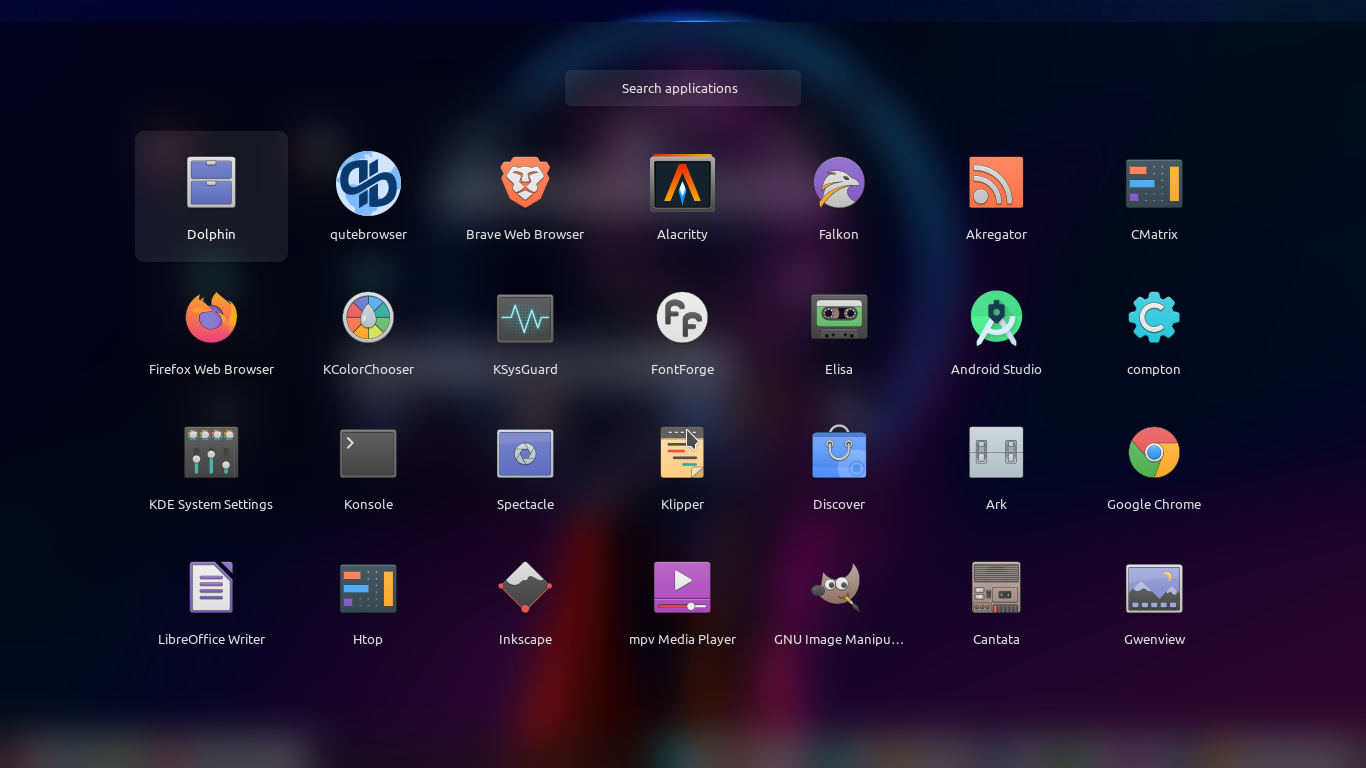 Search applications
Dolphin
qutebrowser
Brave Web Browser
Alacritty
Falkon
Akregator
CMatrix
Firefox Web Browser
KColorChooser
KSysGuard
FontForge
Elisa
Android Studio
compton
KDE System Settings
Konsole
Spectacle
Klipper
Discover
Ark
Google Chrome
LibreOffice Writer
Htop
Inkscape
mpv Media Player
GNU Image Manipu…
Cantata
Gwenview